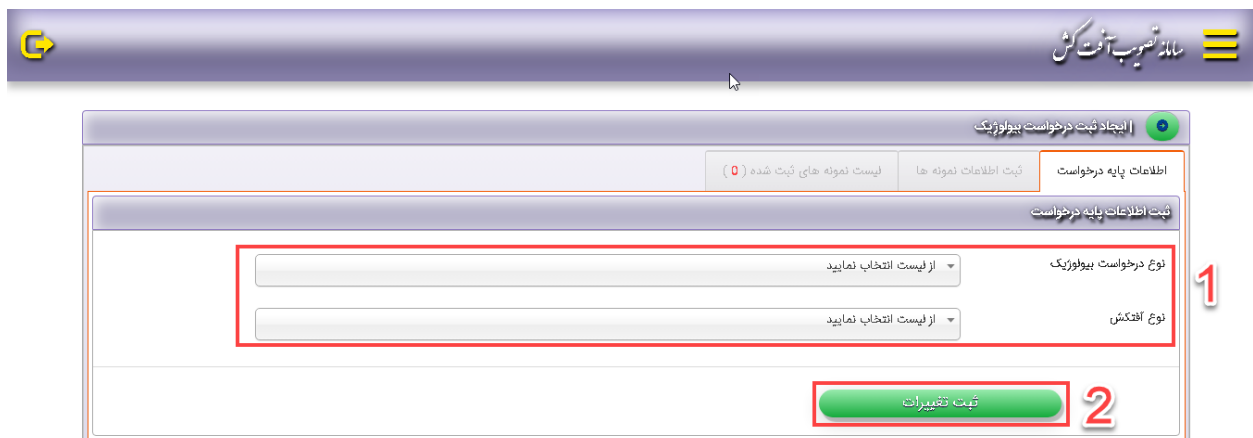 سامانه تصویب آفت کش
| ایجاد ثبت درخواست بیولوژیک
اطلاعات پایه درخواست
ثبت اطلاعات نمونه ها
لیست نمونه های ثبت شده ( 0 )
ثبت اطلاعات پایه درخواست
نوع درخواست بیولوژیک
از لیست انتخاب نمایید
1
نوع آفتکش
از لیست انتخاب نمایید
ثبت تغییرات
2